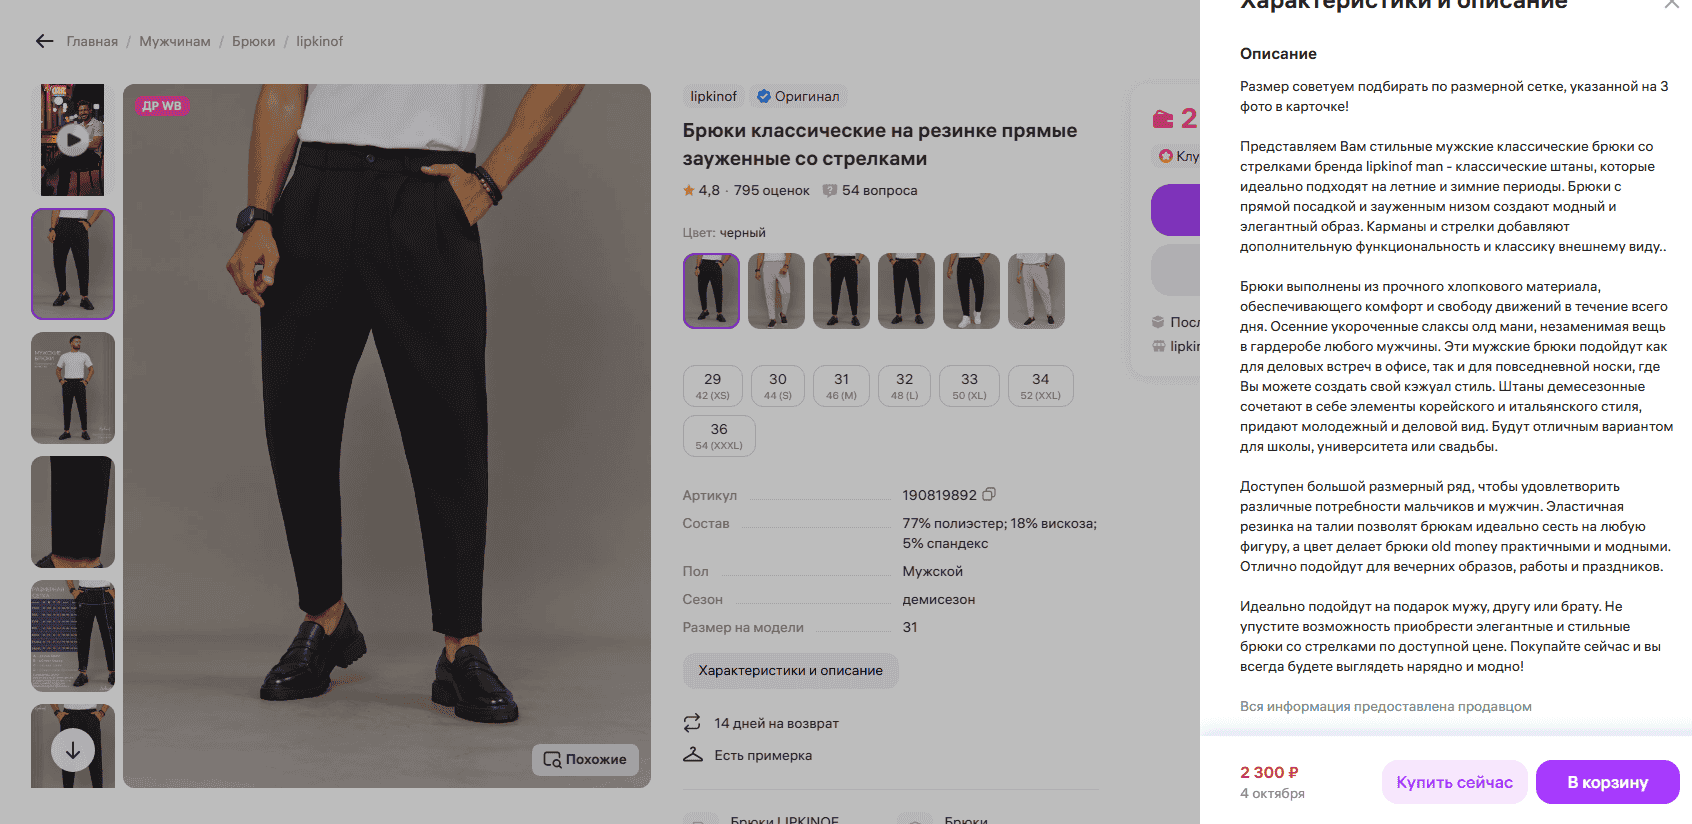 Главная / Мужчинам / Брюки / lipkinof
ДР WB
Похожие
lipkinof
Оригинал
Брюки классические на резинке прямые
зауженные со стрелками
4,8 · 795 оценок
54 вопроса
Цвет: черный
29
42 (XS)
30
44 (S)
31
46 (M)
32
48 (L)
33
50 (XL)
34
52 (XXL)
36
54 (XXXL)
Артикул 190819892
Состав 77% полиэстер; 18% вискоза;
5% спандекс
Пол Мужской
Сезон демисезон
Размер на модели 31
Характеристики и описание
14 дней на возврат
Есть примерка
Брюки LIPKINOF
Брюки
2
Клу
Посл
lipkin
Характеристики и описание
Описание
Размер советуем подбирать по размерной сетке, указанной на 3
фото в карточке!
Представляем Вам стильные мужские классические брюки со
стрелками бренда lipkinof man - классические штаны, которые
идеально подходят на летние и зимние периоды. Брюки с
прямой посадкой и зауженным низом создают модный и
элегантный образ. Карманы и стрелки добавляют
дополнительную функциональность и классику внешнему виду..
Брюки выполнены из прочного хлопкового материала,
обеспечивающего комфорт и свободу движений в течение всего
дня. Осенние укороченные слаксы олд мани, незаменимая вещь
в гардеробе любого мужчины. Эти мужские брюки подойдут как
для деловых встреч в офисе, так и для повседневной носки, где
Вы можете создать свой кэжуал стиль. Штаны демесезонные
сочетают в себе элементы корейского и итальянского стиля,
придают молодежный и деловой вид. Будут отличным вариантом
для школы, университета или свадьбы.
Доступен большой размерный ряд, чтобы удовлетворить
различные потребности мальчиков и мужчин. Эластичная
резинка на талии позволят брюкам идеально сесть на любую
фигуру, а цвет делает брюки old money практичными и модными.
Отлично подойдут для вечерних образов, работы и праздников.
Идеально подойдут на подарок мужу, другу или брату. Не
упустите возможность приобрести элегантные и стильные
брюки со стрелками по доступной цене. Покупайте сейчас и вы
всегда будете выглядеть нарядно и модно!
Вся информация предоставлена продавцом
2 300 ₽
4 октября
Купить сейчас
В корзину